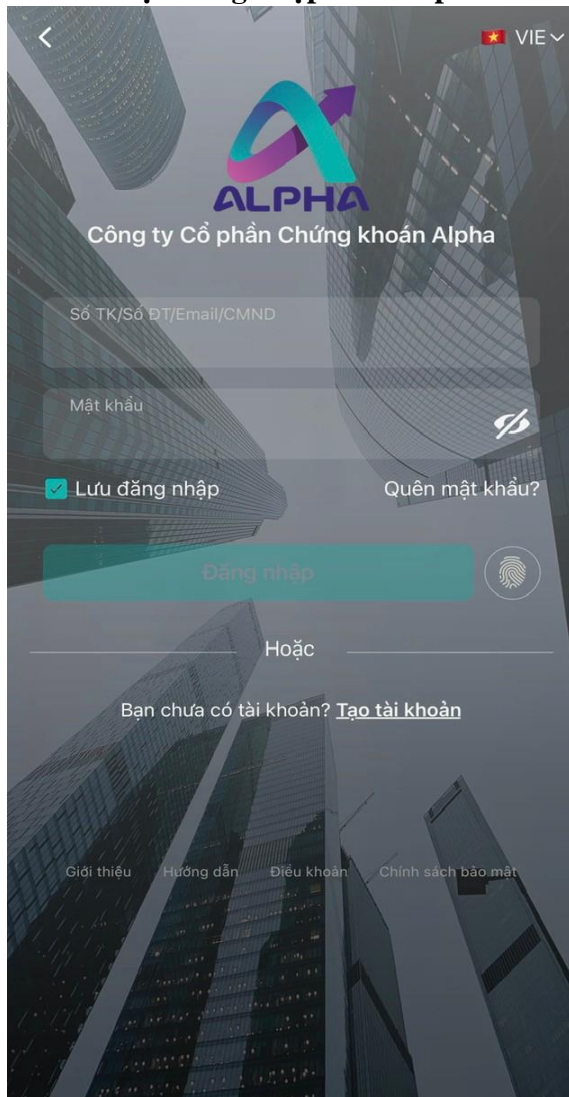 VIE
ALPHA
Công ty Cổ phần Chứng khoán Alpha
Số TK/Số ĐT/Email/CMND
Mật khẩu
Lưu đăng nhập Quên mật khẩu?
Đăng nhập
Hoặc
Bạn chưa có tài khoản? Tạo tài khoản
Giới thiệu Hướng dẫn Điều khoản Chính sách bảo mật